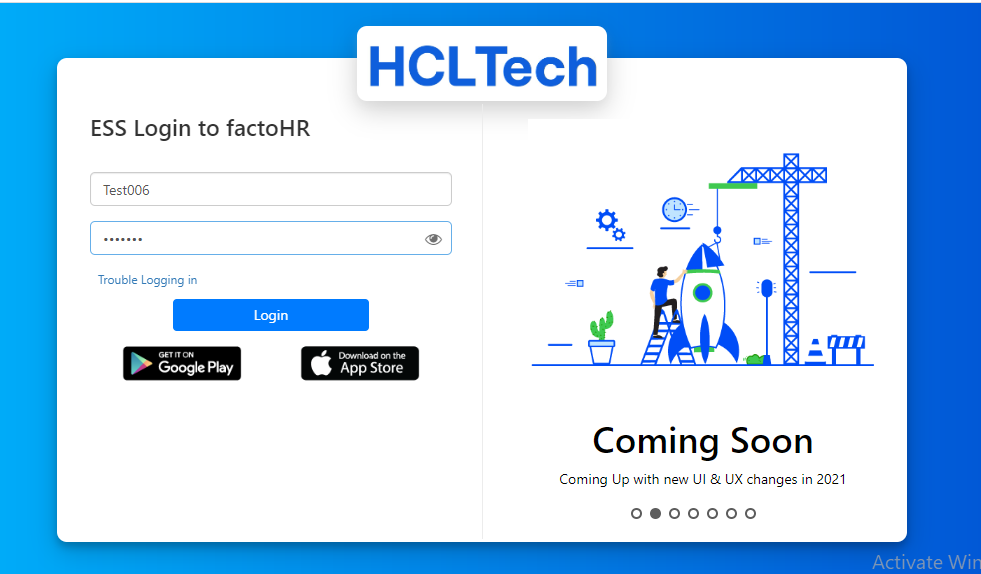 HCLTech
ESS Login to factoHR
Test006
•••••••
Trouble Logging in
Login
GET IT ON
Google Play
Download on the
App Store
Coming Soon
Coming Up with new UI & UX changes in 2021
Activate Win